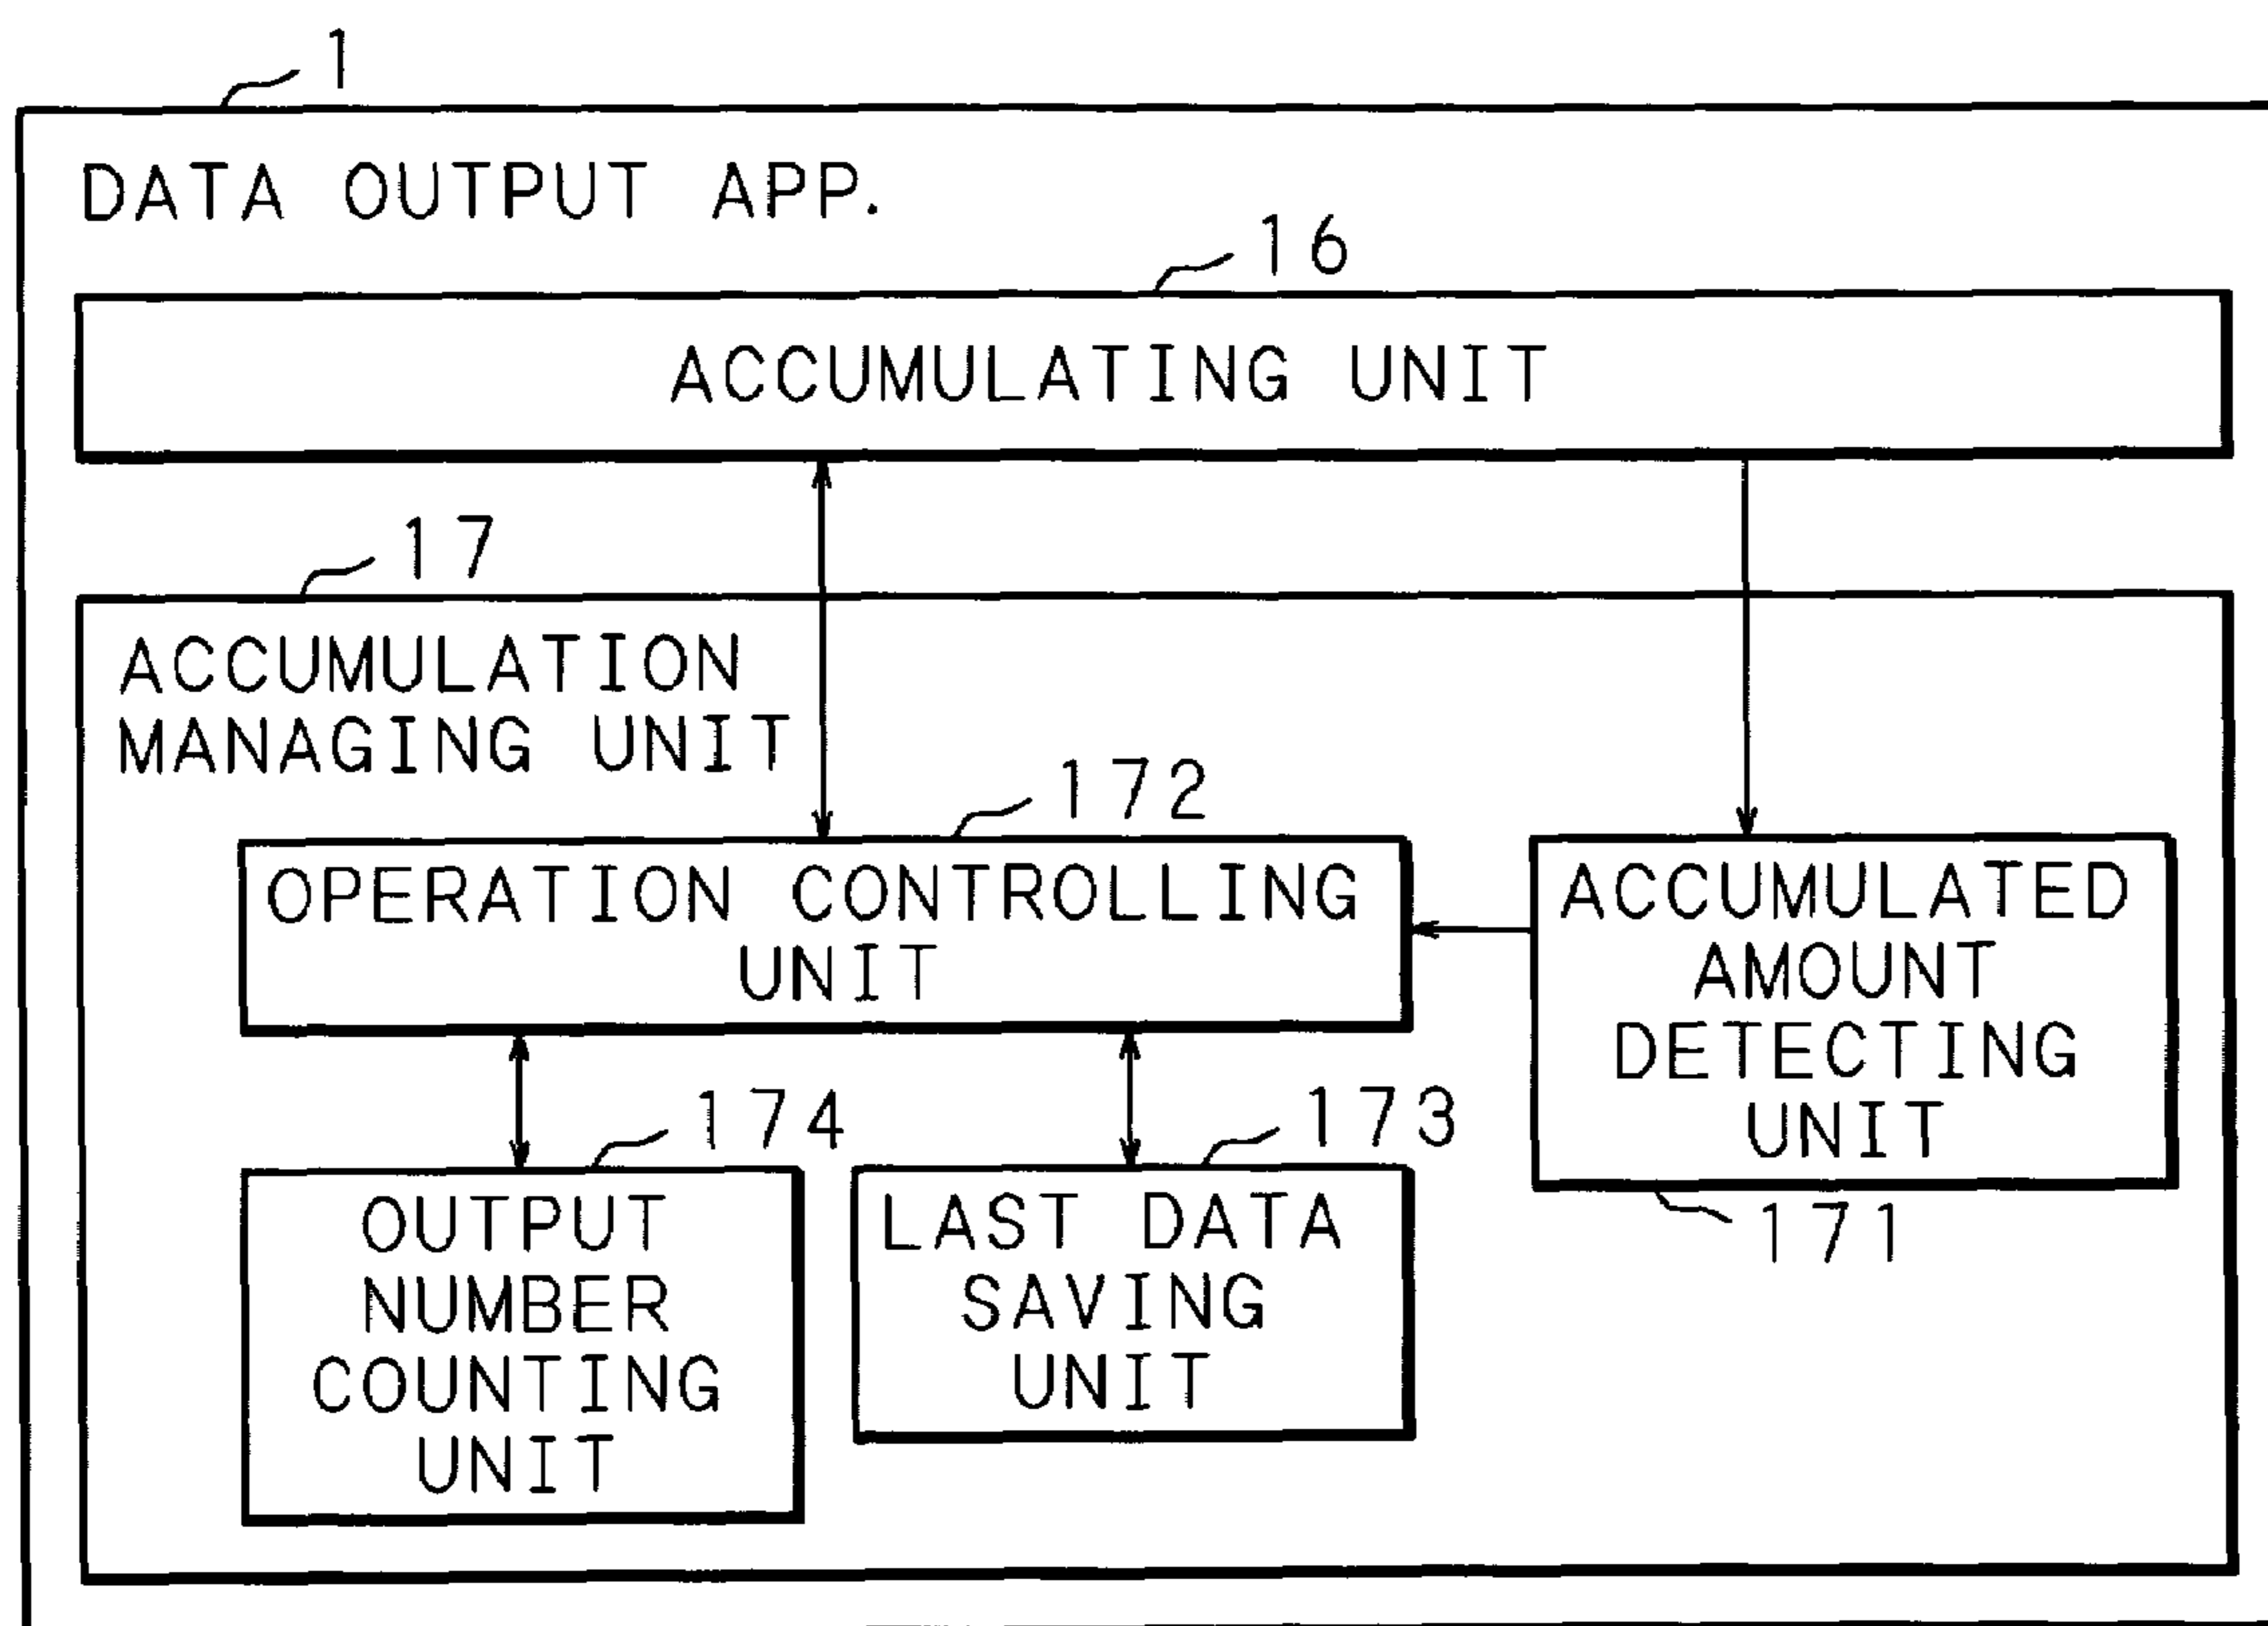 1
DATA OUTPUT APP.
16
ACCUMULATING UNIT
17
ACCUMULATION
MANAGING UNIT
172
OPERATION CONTROLLING
UNIT
ACCUMULATED
AMOUNT
DETECTING
UNIT
171
174
OUTPUT
NUMBER
COUNTING
UNIT
173
LAST DATA
SAVING
UNIT